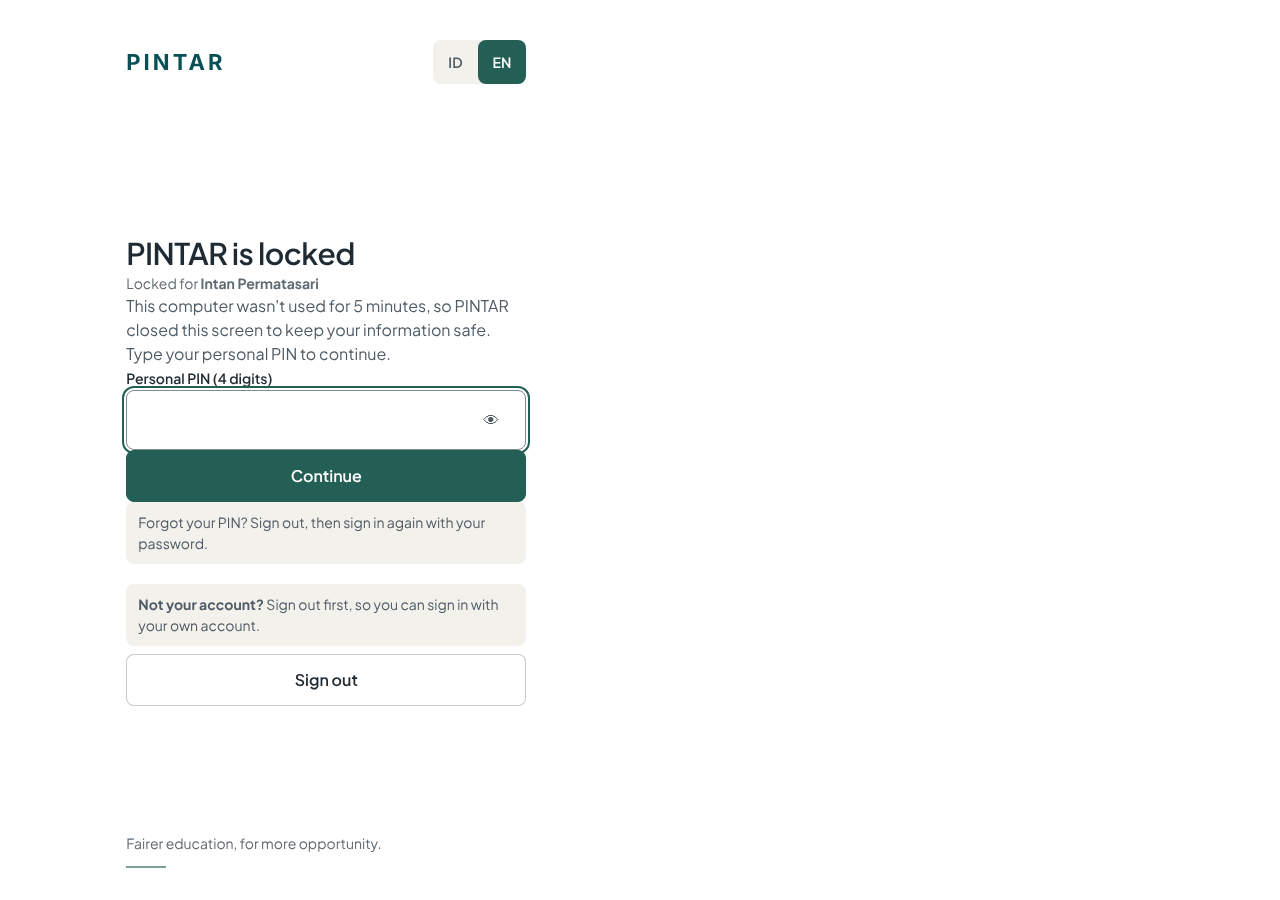 PINTAR
ID
EN
PINTAR is locked
Locked for Intan Permatasari
This computer wasn't used for 5 minutes, so PINTAR
closed this screen to keep your information safe.
Type your personal PIN to continue.
Personal PIN (4 digits)
Continue
Forgot your PIN? Sign out, then sign in again with your
password.
Not your account? Sign out first, so you can sign in with
your own account.
Sign out
Fairer education, for more opportunity.